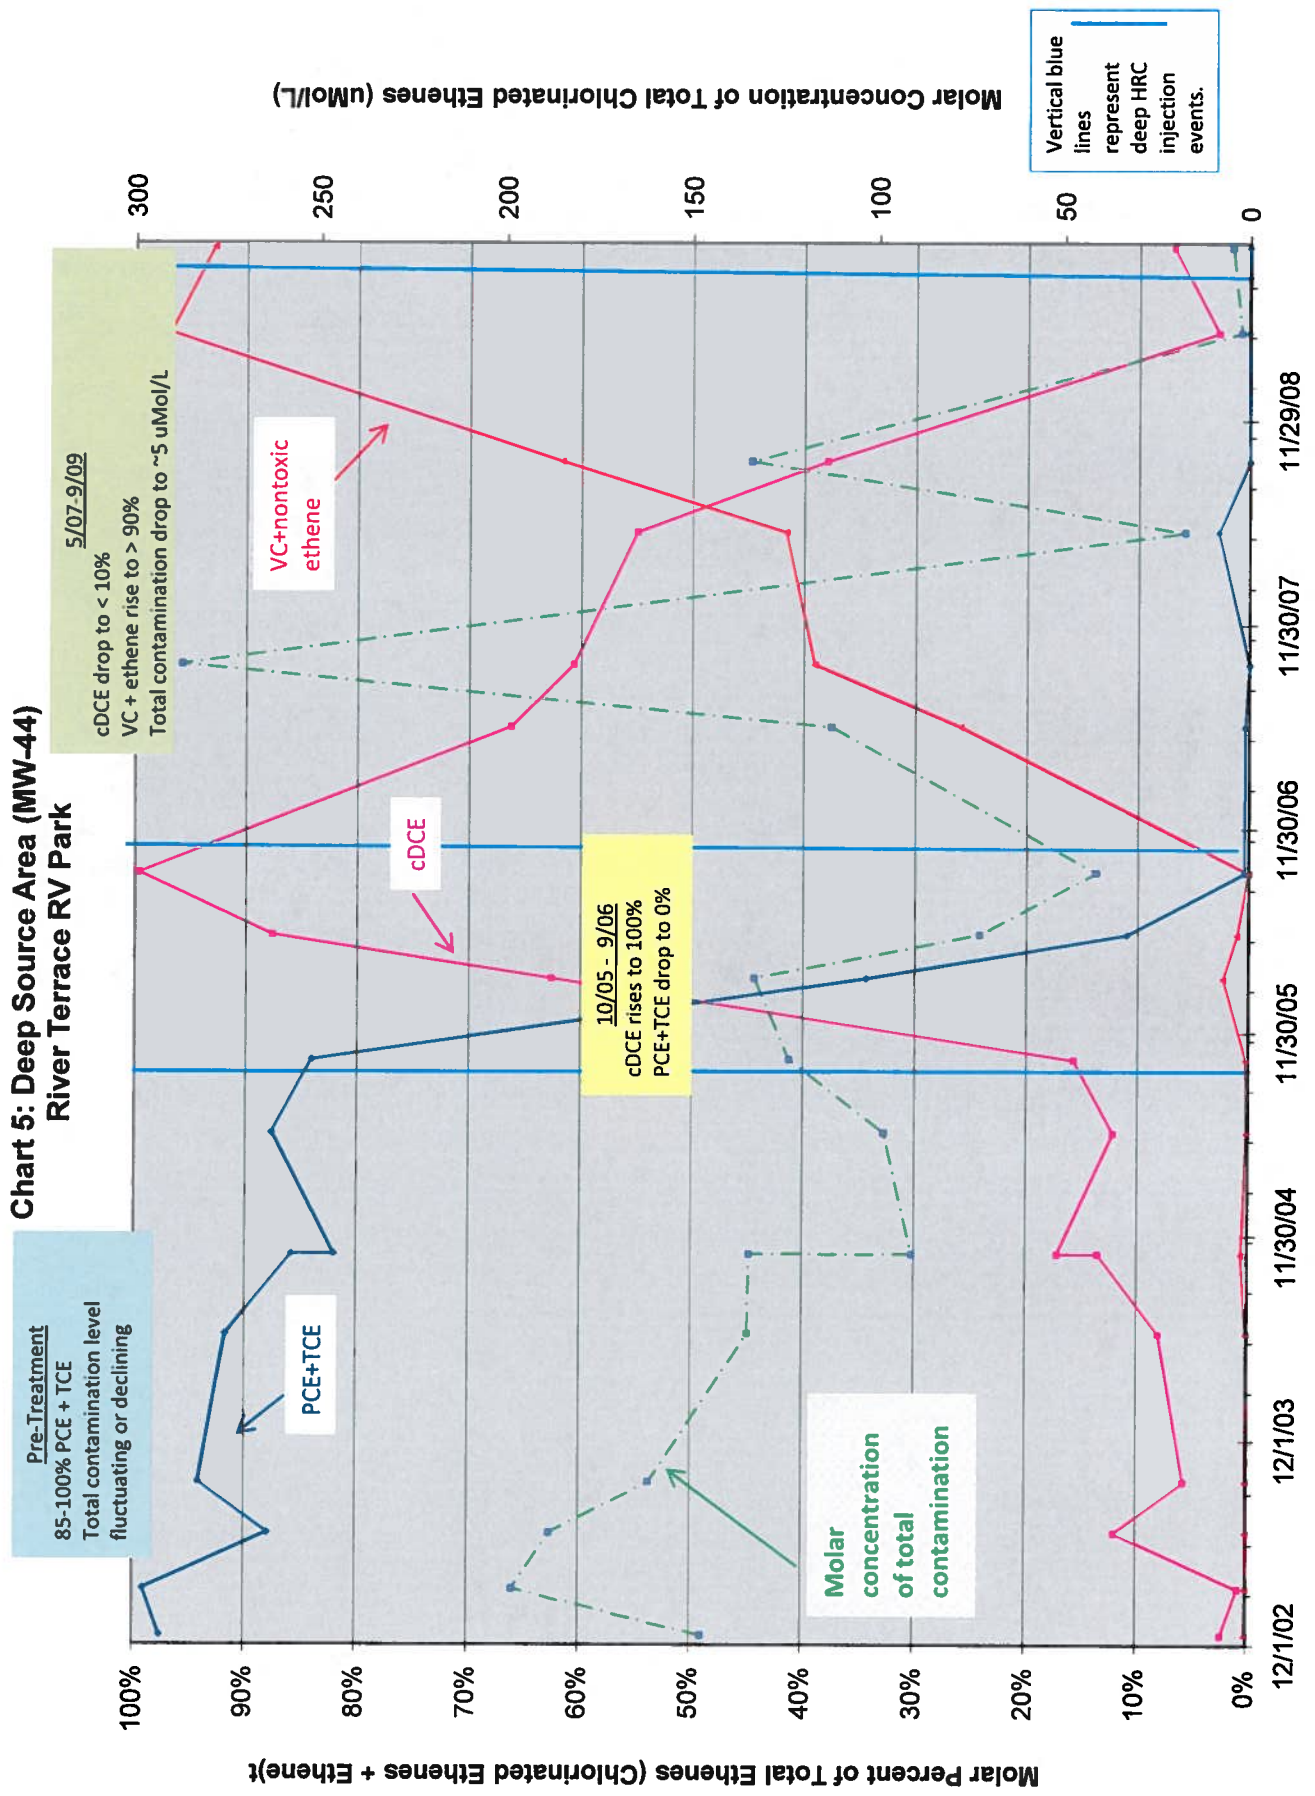 Chart 5: Deep Source Area (MW-44)
River Terrace RV Park
Pre-Treatment
85-100% PCE + TCE
Total contamination level
fluctuating or declining
5/07-9/09
cDCE drop to < 10%
VC + ethene rise to > 90%
Total contamination drop to ~5 uMol/L
10/05 - 9/06
cDCE rises to 100%
PCE+TCE drop to 0%
PCE+TCE
cDCE
VC+nontoxic
ethene
Molar
concentration
of total
contamination
Molar Percent of Total Ethenes (Chlorinated Ethenes + Ethene)t
100%
90%
80%
70%
60%
50%
40%
30%
20%
10%
0%
12/1/02
12/1/03
11/30/04
11/30/05
11/30/06
11/30/07
11/29/08
300
250
200
150
100
50
0
Molar Concentration of Total Chlorinated Ethenes (uMol/L)
Vertical blue
lines
represent
deep HRC
injection
events.